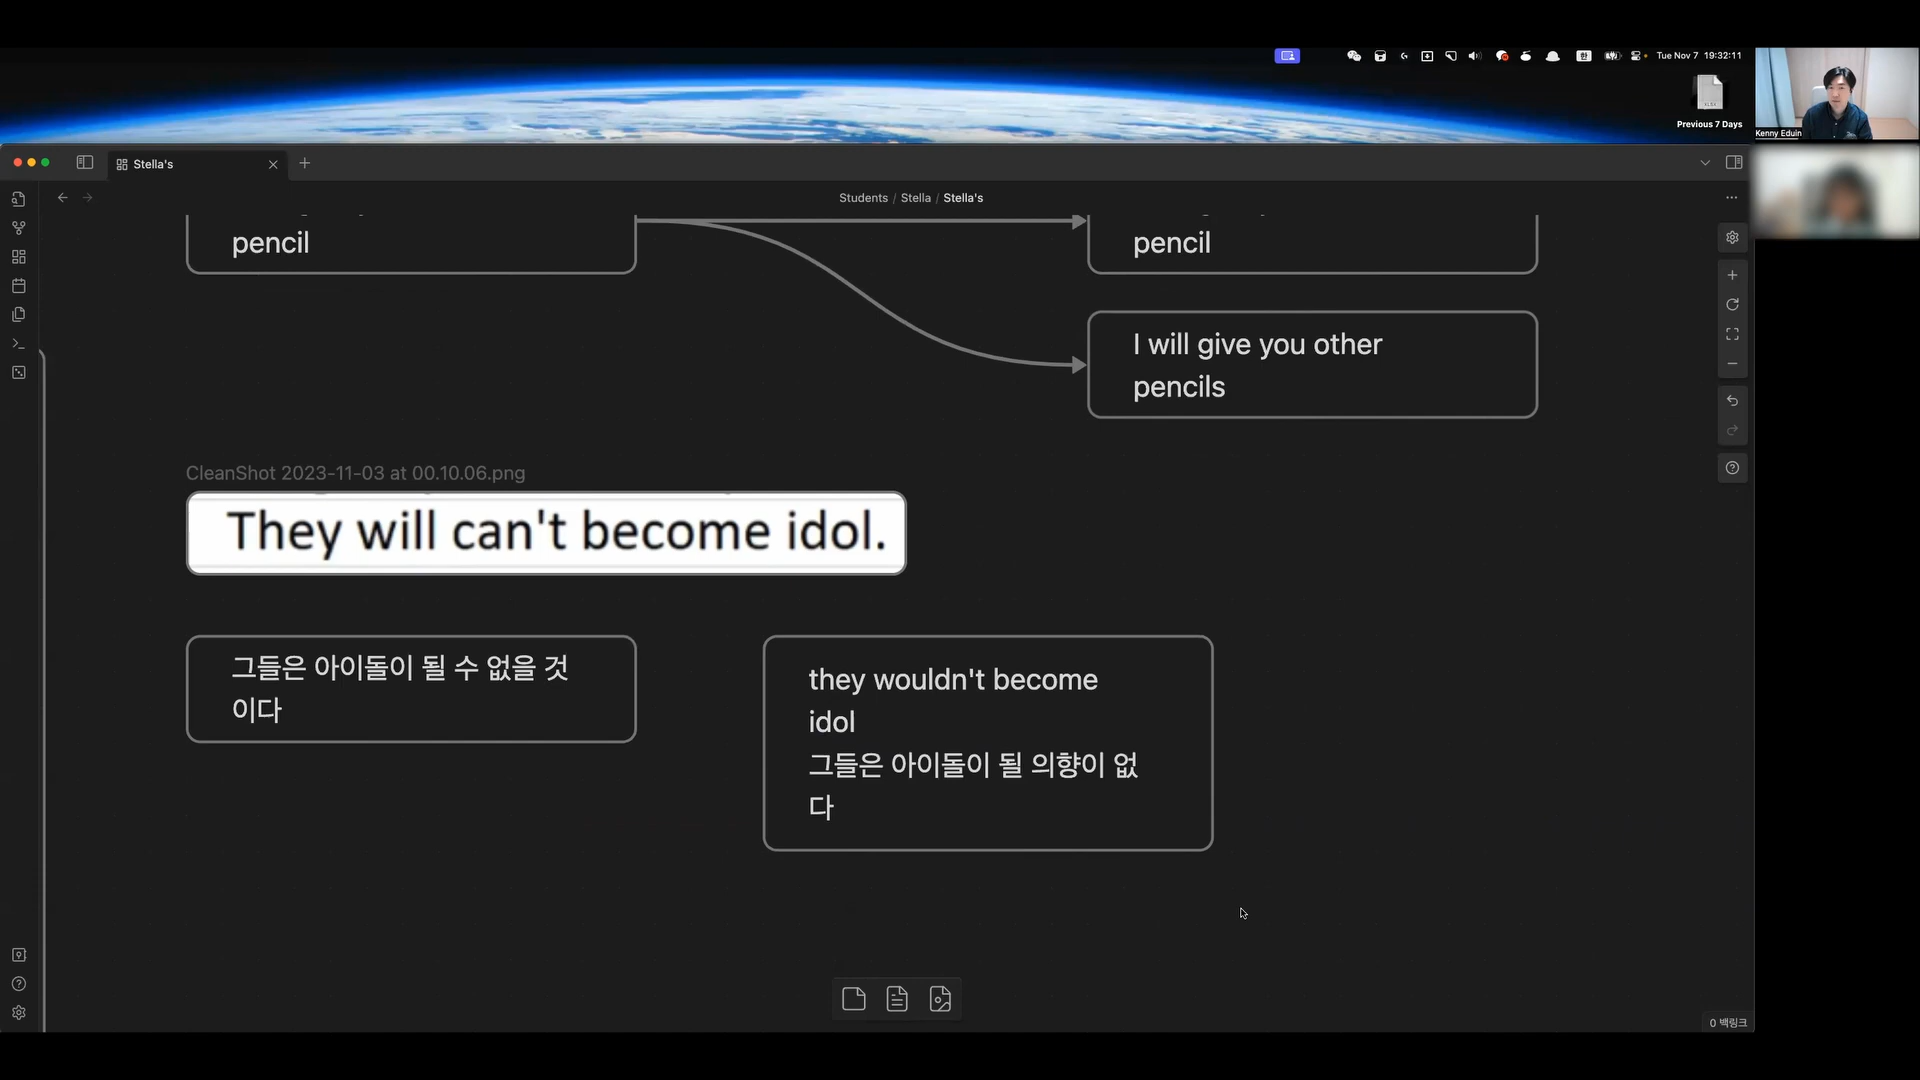 Tue Nov 7 19:32:11
Previous 7 Days
Kenny Eduin
Stella's
Students / Stella / Stella's
pencil
pencil
I will give you other
pencils
CleanShot 2023-11-03 at 00.10.06.png
They will can't become idol.
그들은 아이돌이 될 수 없을 것
이다
they wouldn't become
idol
그들은 아이돌이 될 의향이 없
다
0 백링크